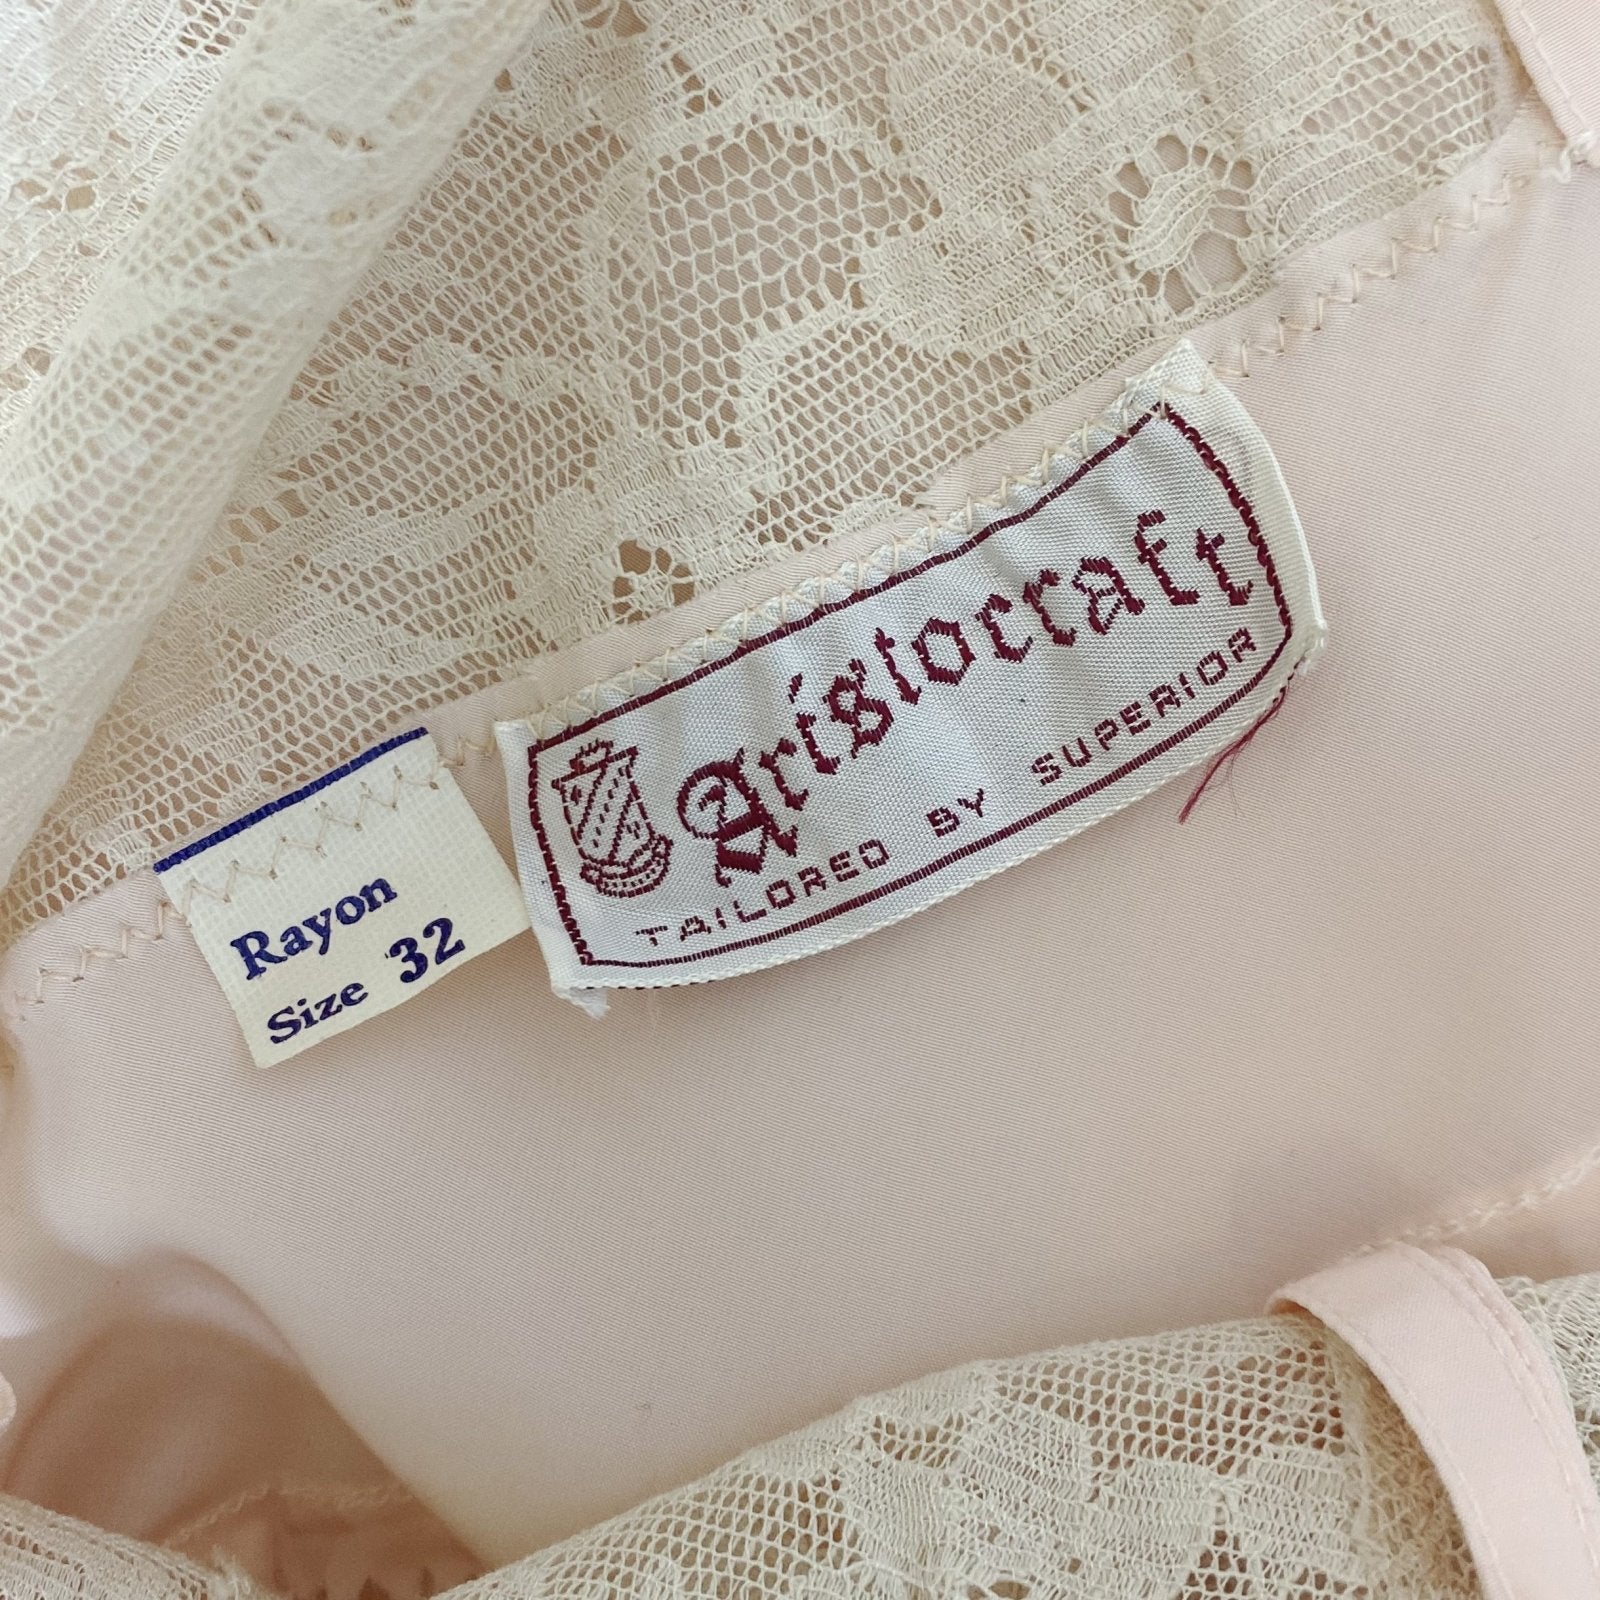 Aristocraft
TAILORED BY SUPERIOR
Rayon
Size 32